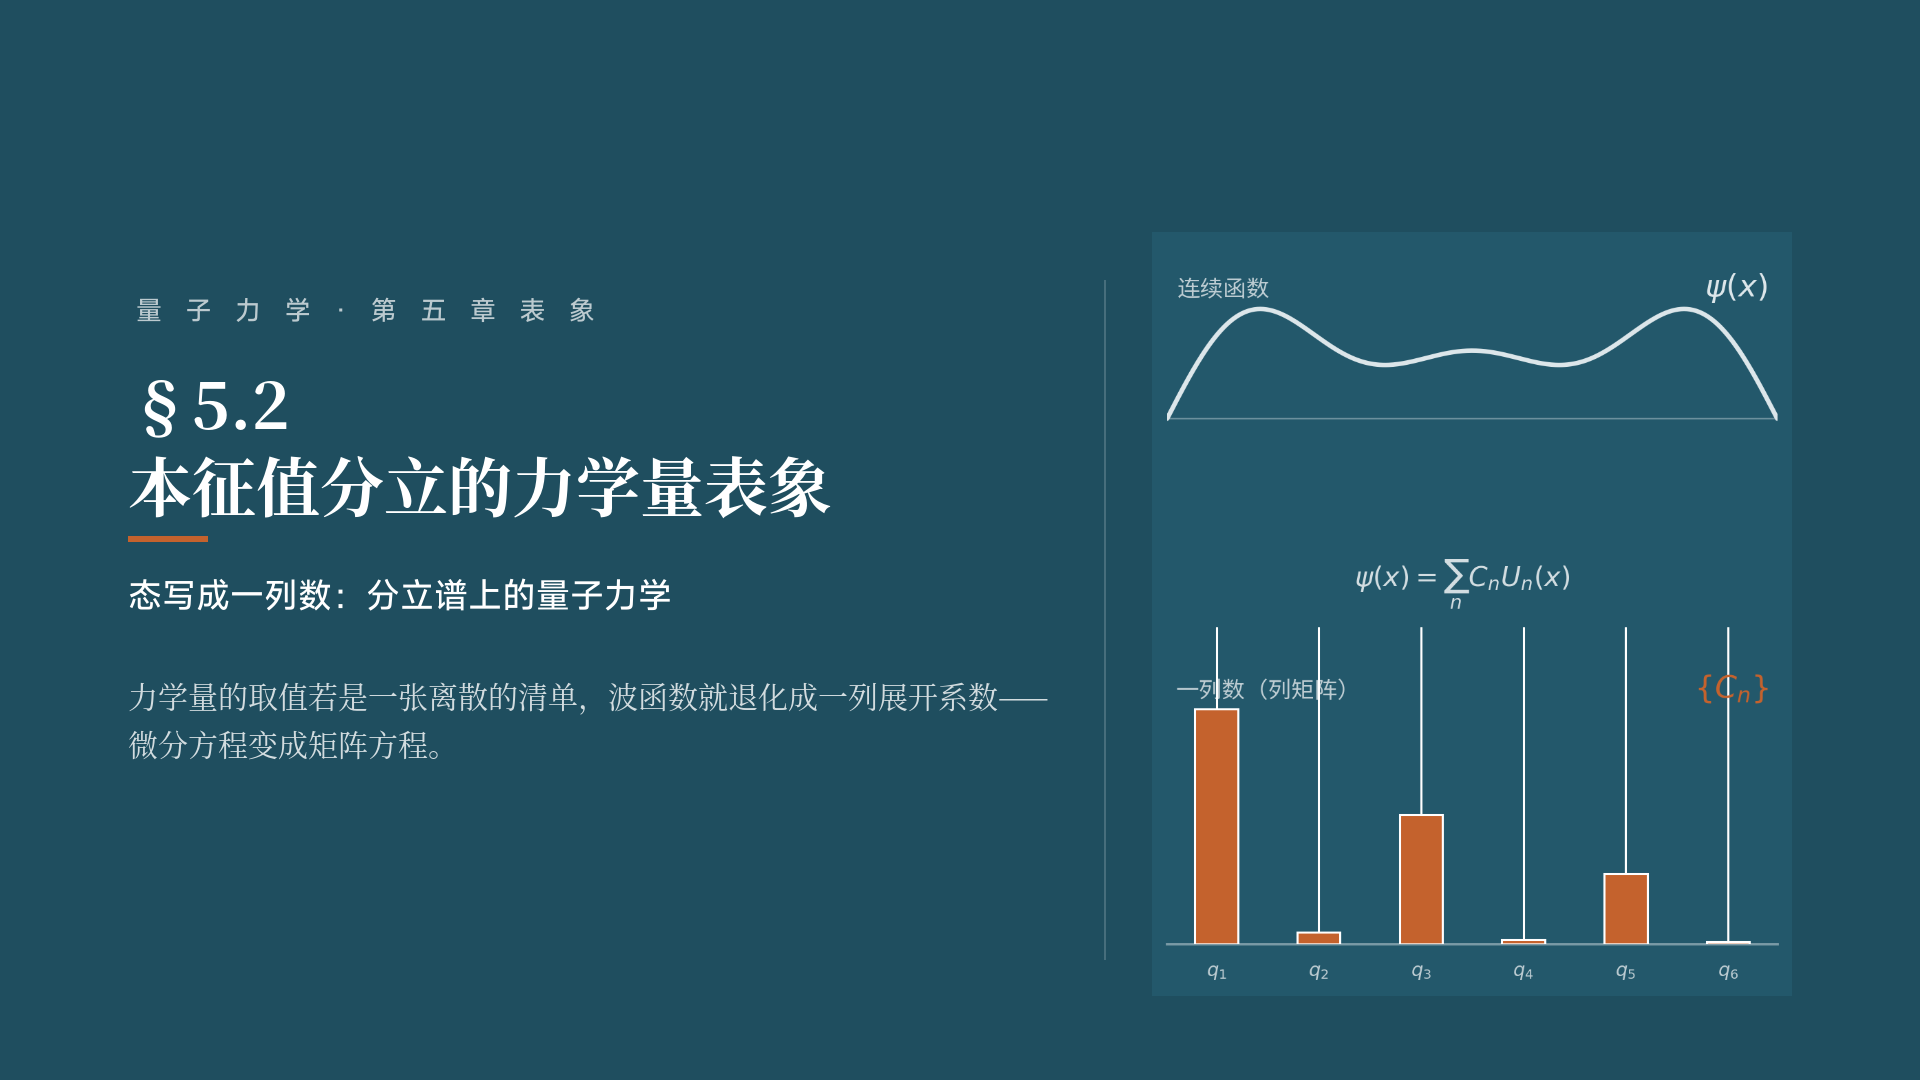 量子力学·第五章表象
§5.2
本征值分立的力学量表象
态写成一列数：分立谱上的量子力学
力学量的取值若是一张离散的清单，波函数就退化成一列展开系数——
微分方程变成矩阵方程。
连续函数
ψ(x)
ψ(x) = ∑ₙ CₙUₙ(x)
一列数（列矩阵）
{Cₙ}
q₁ q₂ q₃ q₄ q₅ q₆